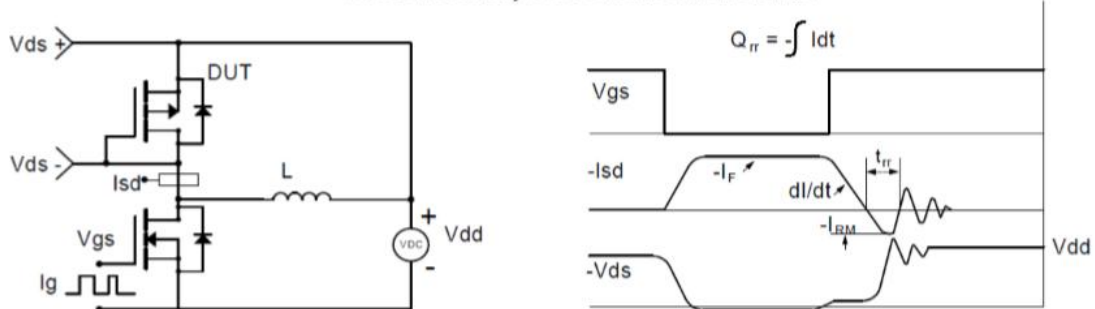 Vds +
DUT
Vds -
Isd
L
Vgs
Ig
+
VDC
-
Vdd
Qrr = -∫ Idt
Vgs
-Isd
-IF
dI/dt
trr
-IRM
Vdd
-Vds